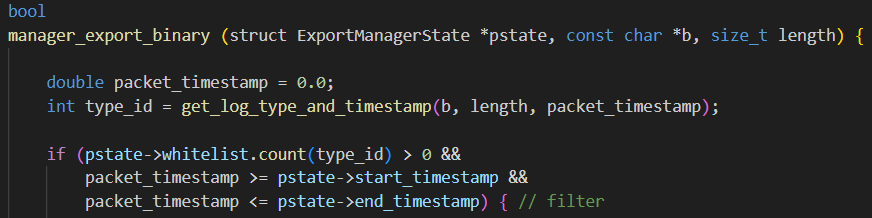 bool
manager_export_binary (struct ExportManagerState *pstate, const char *b, size_t length) {
double packet_timestamp = 0.0;
int type_id = get_log_type_and_timestamp(b, length, packet_timestamp);
if (pstate->whitelist.count(type_id) > 0 &&
packet_timestamp >= pstate->start_timestamp &&
packet_timestamp <= pstate->end_timestamp) { // filter